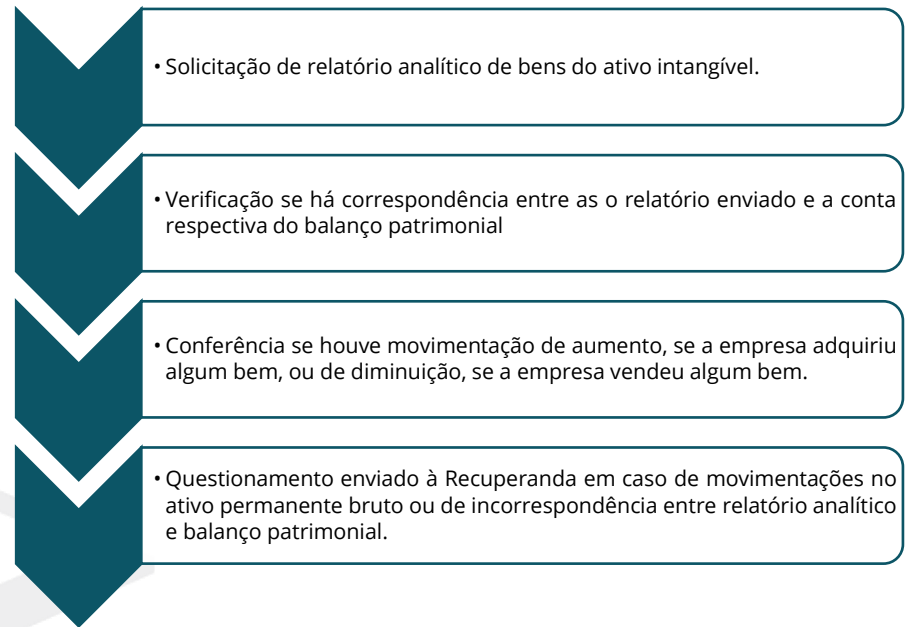 • Solicitação de relatório analítico de bens do ativo intangível.
• Verificação se há correspondência entre as o relatório enviado e a conta
respectiva do balanço patrimonial
• Conferência se houve movimentação de aumento, se a empresa adquiriu
algum bem, ou de diminuição, se a empresa vendeu algum bem.
• Questionamento enviado à Recuperanda em caso de movimentações no
ativo permanente bruto ou de incorrespondência entre relatório analítico
e balanço patrimonial.